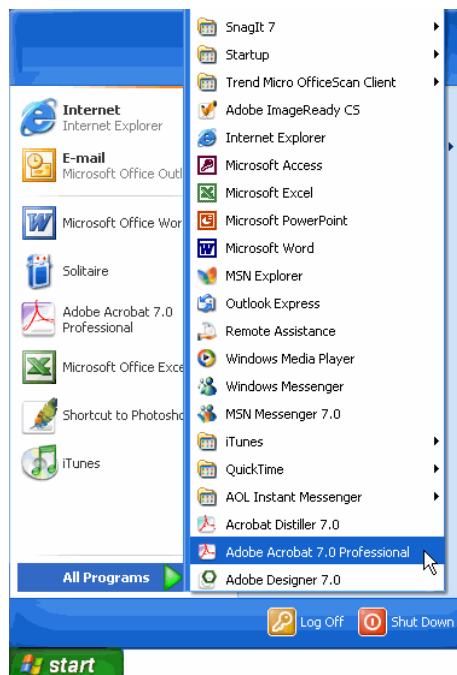 Internet
Internet Explorer
E-mail
Microsoft Office Outl
Microsoft Office Wor
Solitaire
Adobe Acrobat 7.0
Professional
Microsoft Office Exce
Shortcut to Photosho
iTunes
All Programs
SnagIt 7
Startup
Trend Micro OfficeScan Client
Adobe ImageReady CS
Internet Explorer
Microsoft Access
Microsoft Excel
Microsoft PowerPoint
Microsoft Word
MSN Explorer
Outlook Express
Remote Assistance
Windows Media Player
Windows Messenger
MSN Messenger 7.0
iTunes
QuickTime
AOL Instant Messenger
Acrobat Distiller 7.0
Adobe Acrobat 7.0 Professional
Adobe Designer 7.0
Log Off
Shut Down
start